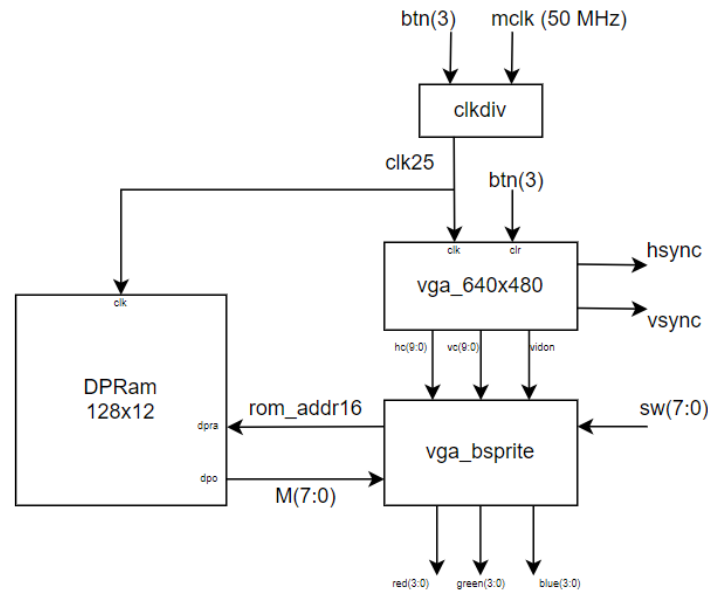 btn(3) mclk (50 MHz)
clkdiv
clk25
btn(3)
clk clr
vga_640x480
hsync
vsync
hc(9:0) vc(9:0) vidon
clk
DPRam
128x12
dpra
dpo
rom_addr16
M(7:0)
vga_bsprite
sw(7:0)
red(3:0) green(3:0) blue(3:0)